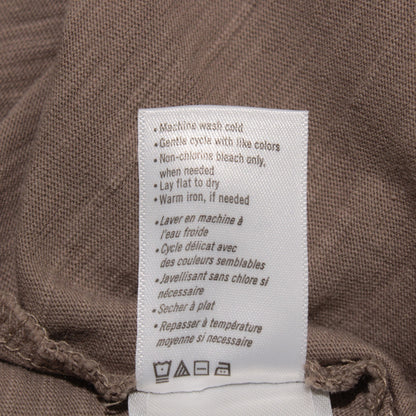 • Machine wash cold
• Gentle cycle with like colors
• Non-chlorine bleach only,
when needed
• Lay flat to dry
• Warm iron, if needed
• Laver en machine à
l'eau froide
• Cycle délicat avec
des couleurs semblables
• Javellisant sans chlore si
nécessaire
• Secher à plat
• Repasser à température
moyenne si nécessaire